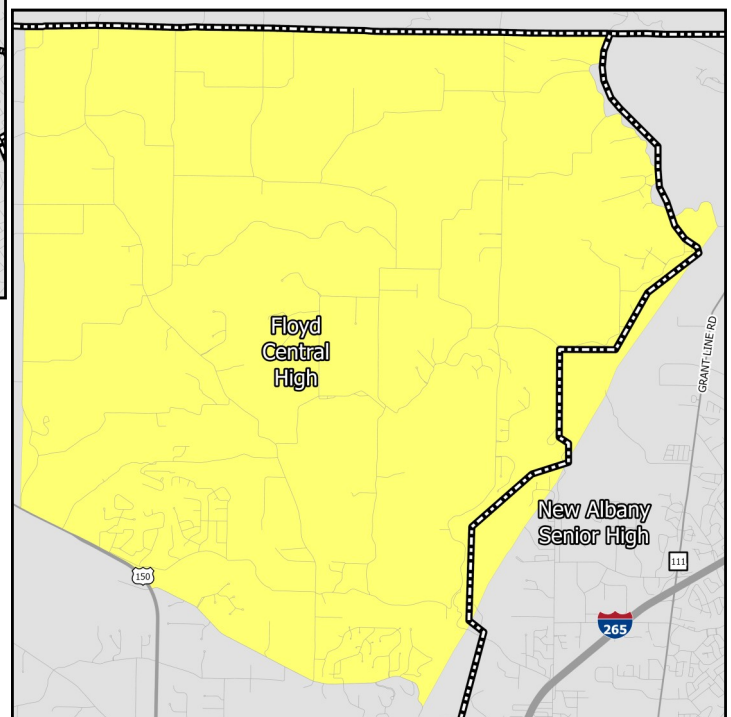 Floyd
Central
High
GRANT LINE RD
New Albany
Senior High
111
150
265